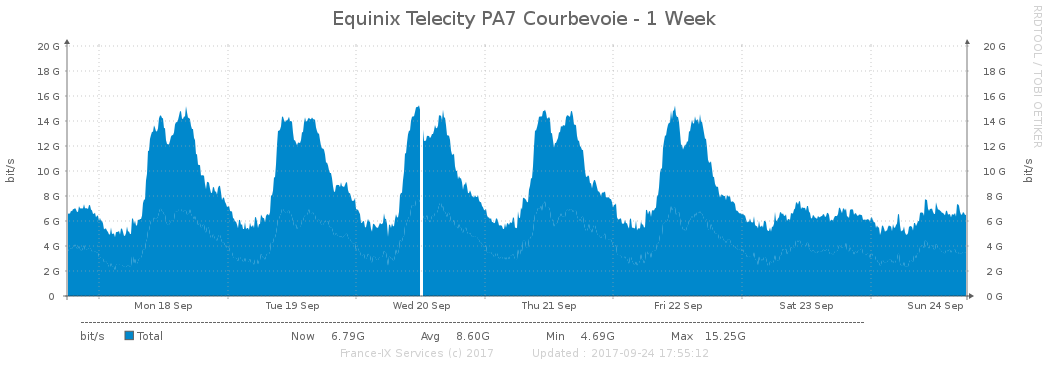 Equinix Telecity PA7 Courbevoie - 1 Week
RRDTOOL / TOBI OETIKER
bit/s
20 G 20 G
18 G 18 G
16 G 16 G
14 G 14 G
12 G 12 G
10 G 10 G
8 G 8 G
6 G 6 G
4 G 4 G
2 G 2 G
0 0 G
bit/s
Mon 18 Sep Tue 19 Sep Wed 20 Sep Thu 21 Sep Fri 22 Sep Sat 23 Sep Sun 24 Sep
bit/s Total Now 6.79G Avg 8.60G Min 4.69G Max 15.25G
France-IX Services (c) 2017 Updated : 2017-09-24 17:55:12